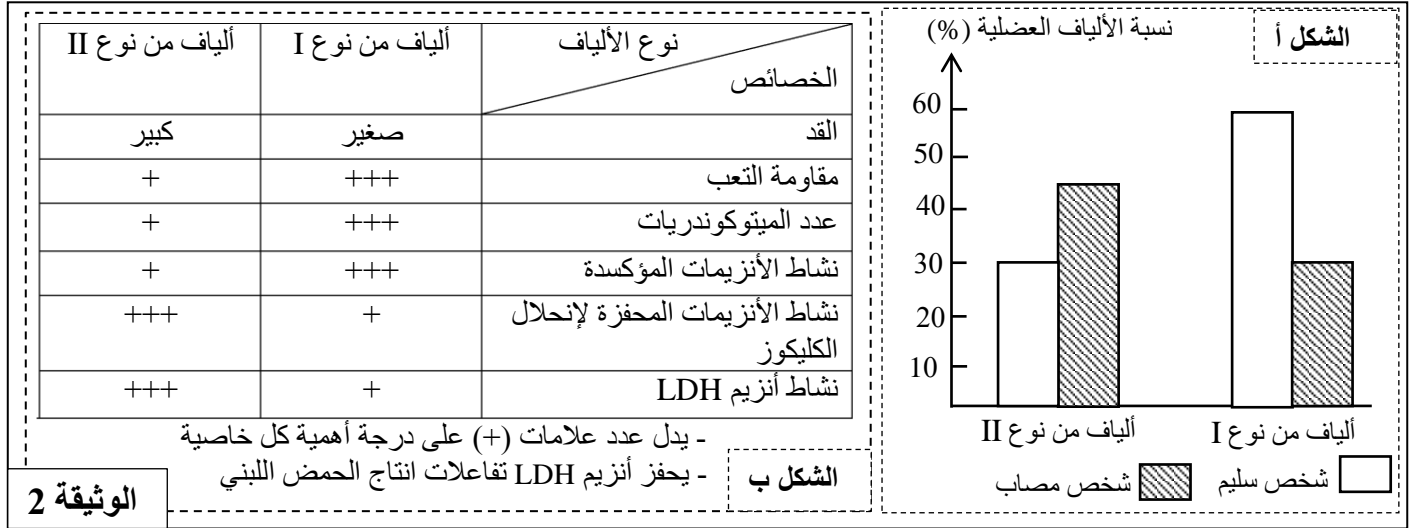 الشكل أ
نسبة الألياف العضلية (%)
60
50
40
30
20
10
ألياف من نوع I
ألياف من نوع II
شخص سليم
شخص مصاب
نوع الألياف
الخصائص
ألياف من نوع I
ألياف من نوع II
القد
صغير
كبير
مقاومة التعب
+++
+
عدد الميتوكوندريات
+++
+
نشاط الأنزيمات المؤكسدة
+++
+
نشاط الأنزيمات المحفزة لإنحلال
الكليكوز
+
+++
نشاط أنزيم LDH
+
+++
- يدل عدد علامات (+) على درجة أهمية كل خاصية
- يحفز أنزيم LDH تفاعلات انتاج الحمض اللبني
الشكل ب
الوثيقة 2